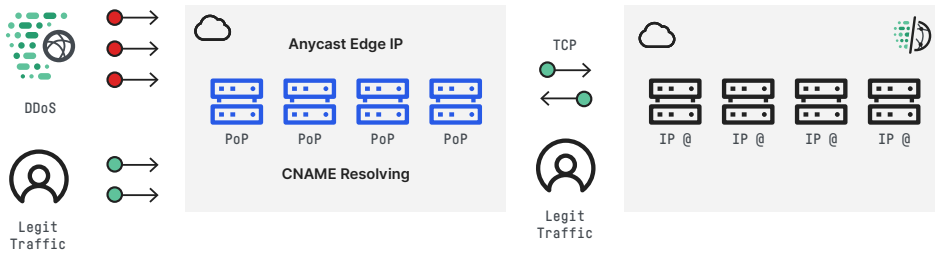 DDoS
Legit
Traffic
Anycast Edge IP
PoP PoP PoP PoP
CNAME Resolving
TCP
Legit
Traffic
IP @ IP @ IP @ IP @